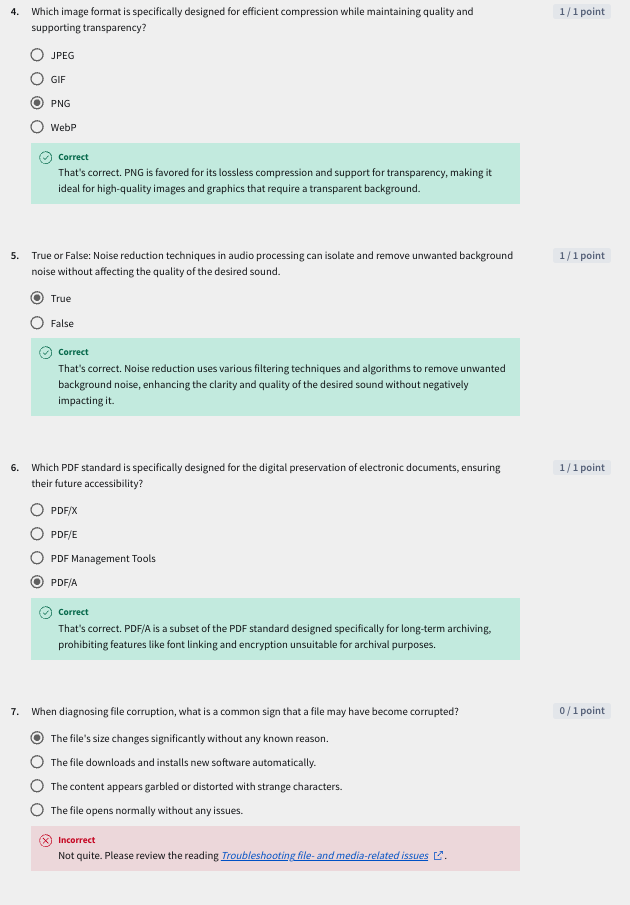 4. Which image format is specifically designed for efficient compression while maintaining quality and 1 / 1 point
supporting transparency?
JPEG
GIF
PNG
WebP
Correct
That's correct. PNG is favored for its lossless compression and support for transparency, making it
ideal for high-quality images and graphics that require a transparent background.
5. True or False: Noise reduction techniques in audio processing can isolate and remove unwanted background 1 / 1 point
noise without affecting the quality of the desired sound.
True
False
Correct
That's correct. Noise reduction uses various filtering techniques and algorithms to remove unwanted
background noise, enhancing the clarity and quality of the desired sound without negatively
impacting it.
6. Which PDF standard is specifically designed for the digital preservation of electronic documents, ensuring 1 / 1 point
their future accessibility?
PDF/X
PDF/E
PDF Management Tools
PDF/A
Correct
That's correct. PDF/A is a subset of the PDF standard designed specifically for long-term archiving,
prohibiting features like font linking and encryption unsuitable for archival purposes.
7. When diagnosing file corruption, what is a common sign that a file may have become corrupted? 0 / 1 point
The file's size changes significantly without any known reason.
The file downloads and installs new software automatically.
The content appears garbled or distorted with strange characters.
The file opens normally without any issues.
Incorrect
Not quite. Please review the reading Troubleshooting file- and media-related issues .